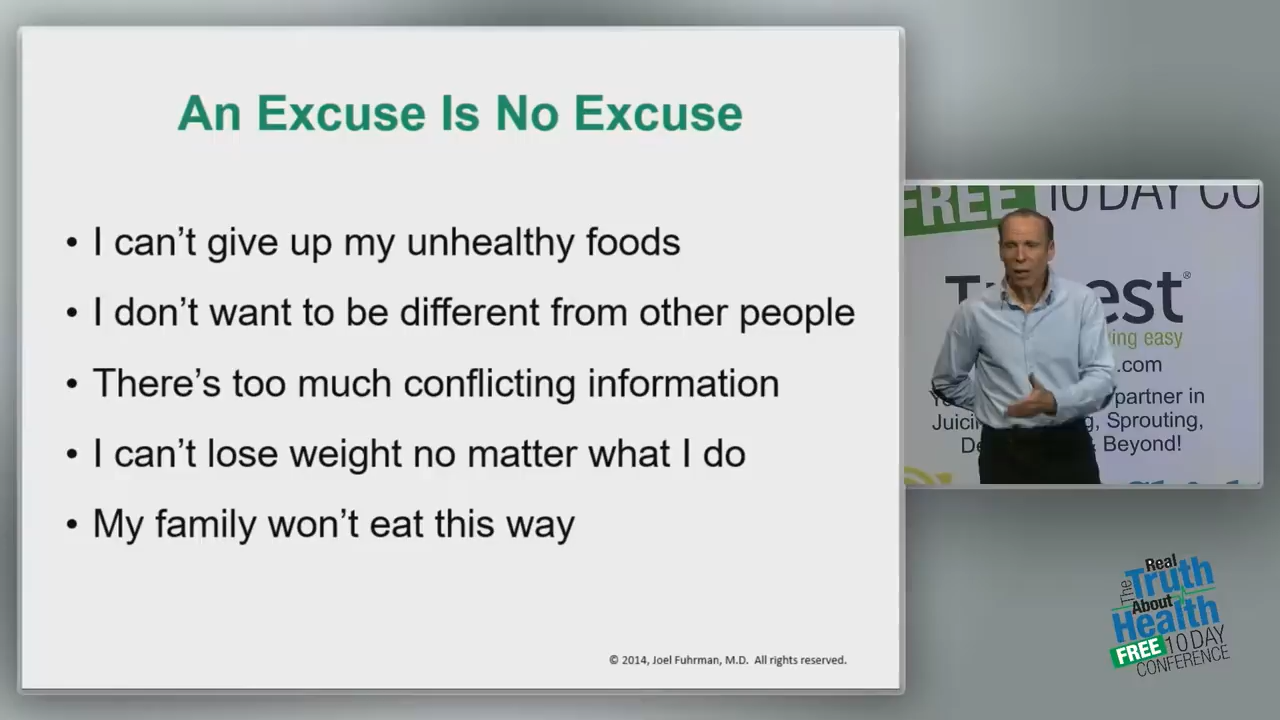 An Excuse Is No Excuse
• I can't give up my unhealthy foods
• I don't want to be different from other people
• There's too much conflicting information
• I can't lose weight no matter what I do
• My family won't eat this way
© 2014, Joel Fuhrman, M.D. All rights reserved.
FREE 10 DAY CO
est®
ing easy
.com
partner in
Sprouting,
Beyond!
The Real
Truth
About
Health
FREE 10 DAY
CONFERENCE